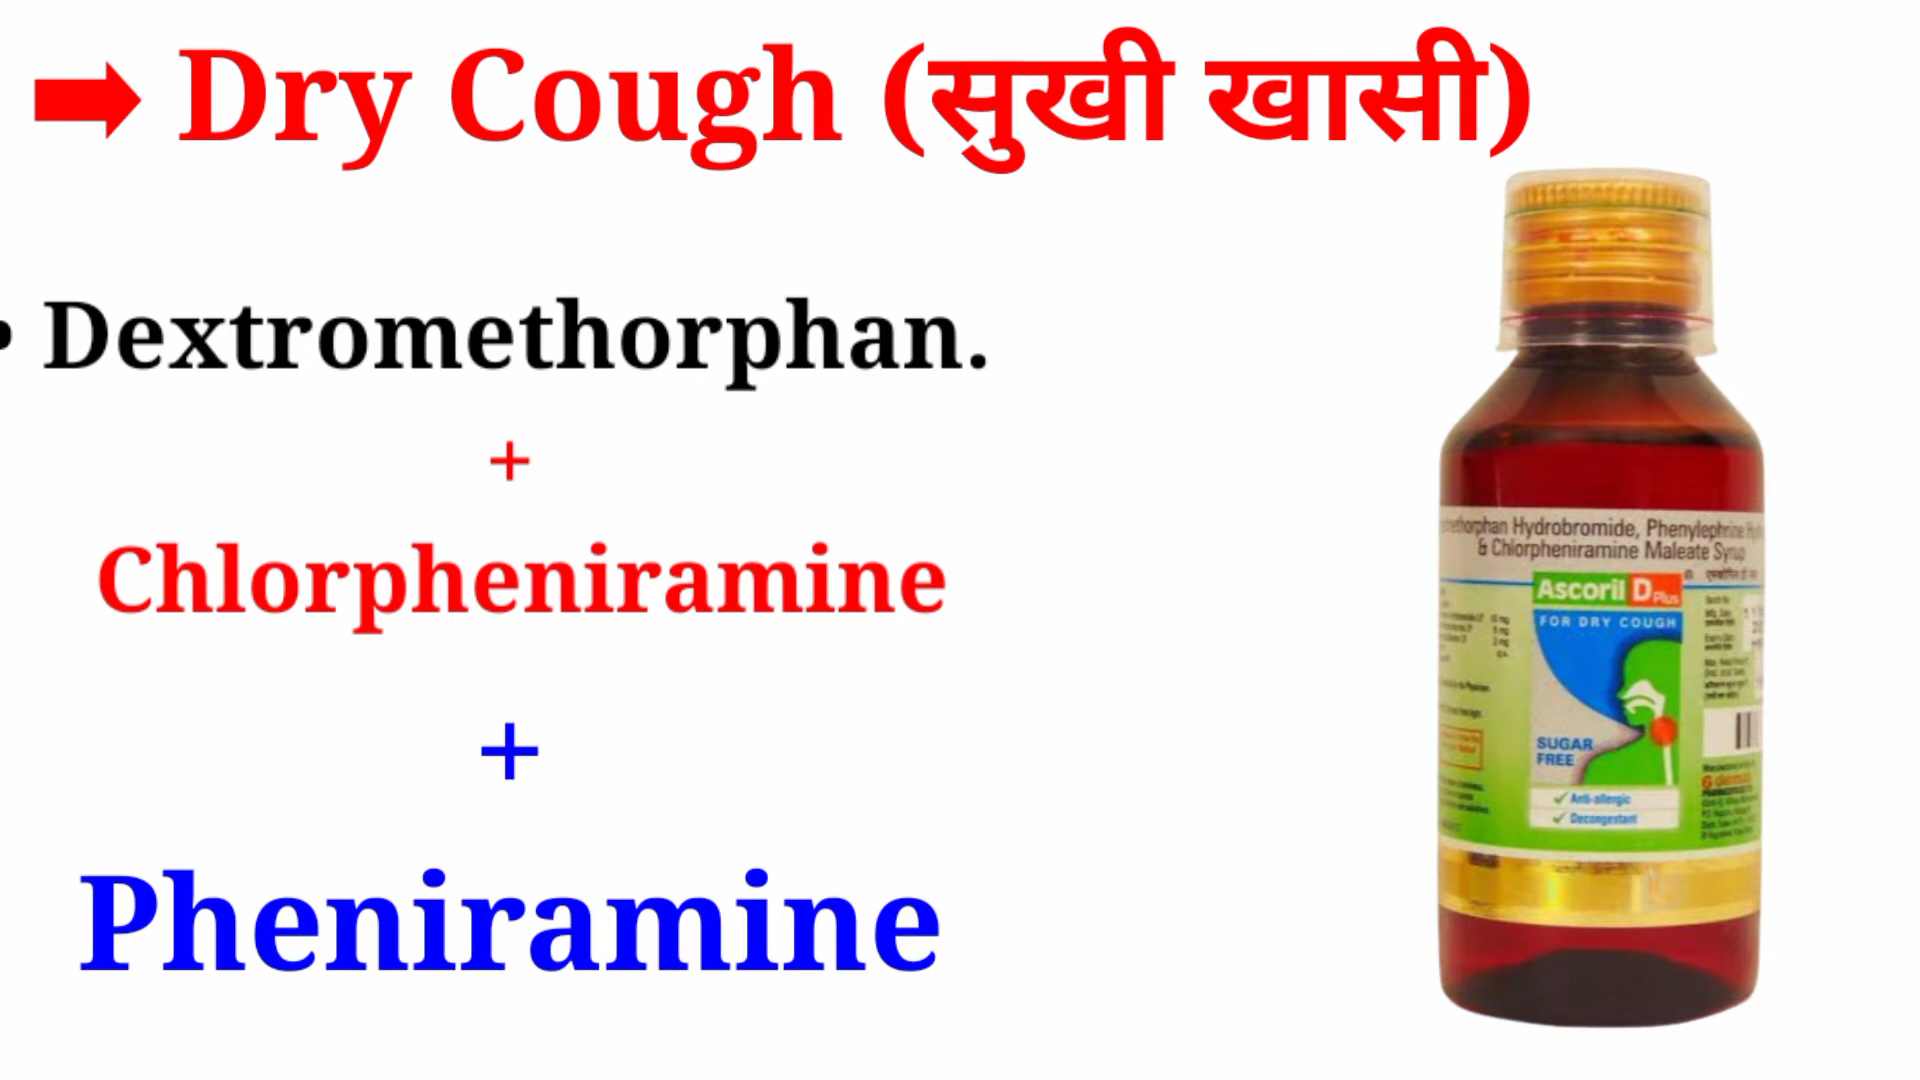 Dry Cough (सुखी खासी)
• Dextromethorphan.
+
Chlorpheniramine
+
Pheniramine
Hydrobromide, Phenylephrine
& Chlorpheniramine Maleate Syrup
Ascoril D Plus
FOR DRY COUGH
SUGAR
FREE
✓ Anti-allergic
✓ Decongestant